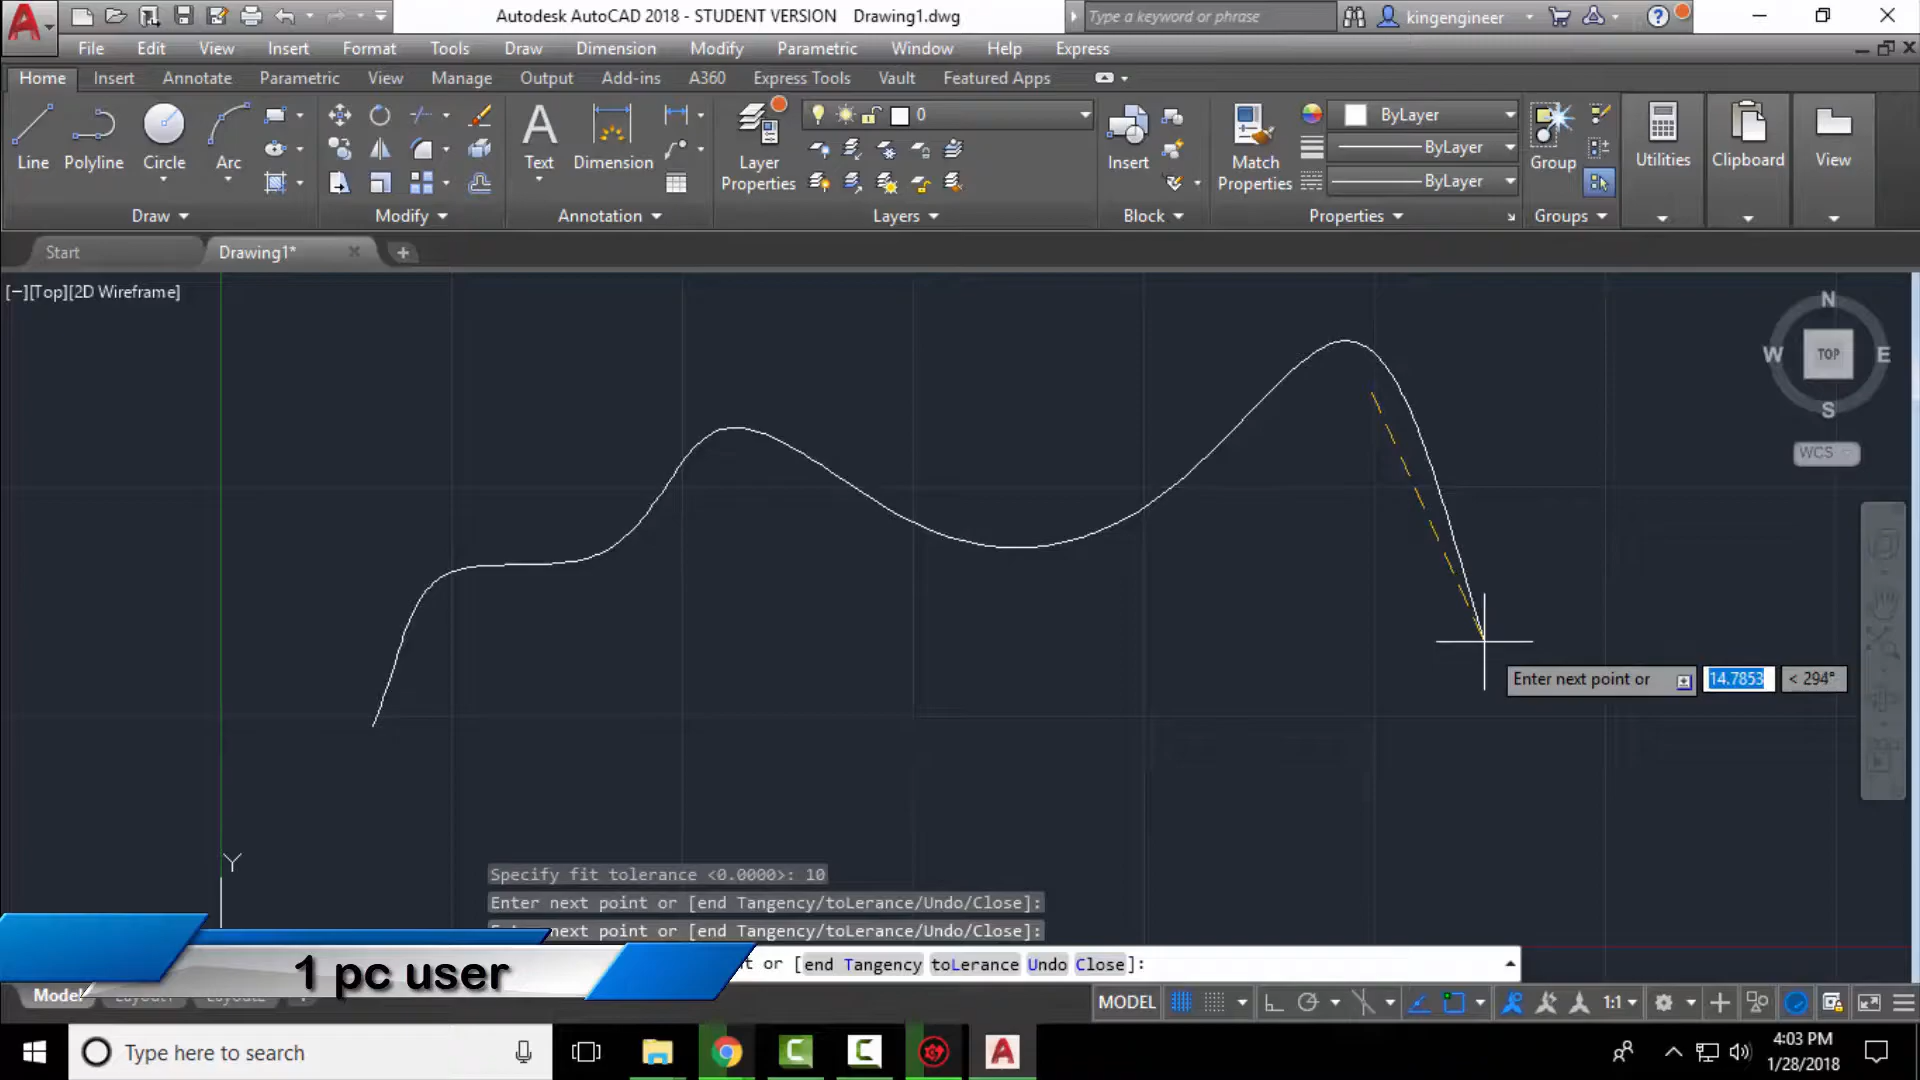 Autodesk AutoCAD 2018 - STUDENT VERSION Drawing1.dwg
Type a keyword or phrase
kingengineer
File Edit View Insert Format Tools Draw Dimension Modify Parametric Window Help Express
Home Insert Annotate Parametric View Manage Output Add-ins A360 Express Tools Vault Featured Apps
0
ByLayer
ByLayer
ByLayer
Line Polyline Circle Arc
Text Dimension
Layer Properties
Insert
Match Properties
Group
Utilities Clipboard View
Draw Modify Annotation Layers Block Properties Groups
Start Drawing1*
[−][Top][2D Wireframe]
N
W TOP E
S
WCS
Enter next point or 14.7853 < 294°
Y
Specify fit tolerance <0.0000>: 10
Enter next point or [end Tangency/toLerance/Undo/Close]:
next point or [end Tangency/toLerance/Undo/Close]:
or [end Tangency toLerance Undo Close]:
1 pc user
Model
MODEL 1:1
Type here to search
4:03 PM
1/28/2018